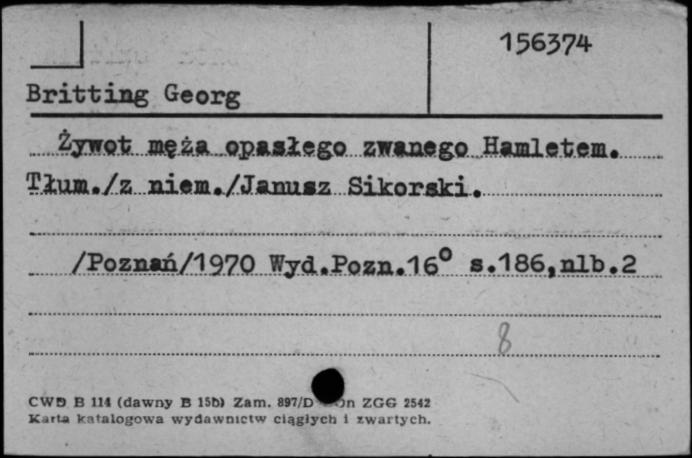 156374
Britting Georg
Żywot męża opasłego zwanego Hamletem.
Tłum./z niem./Janusz Sikorski.
/Poznań/1970 Wyd.Pozn.16° s.186,nlb.2
8
CWD B 114 (dawny B 15b) Zam. 897/D ZGG 2542
Karta katalogowa wydawnictw ciągłych i zwartych.